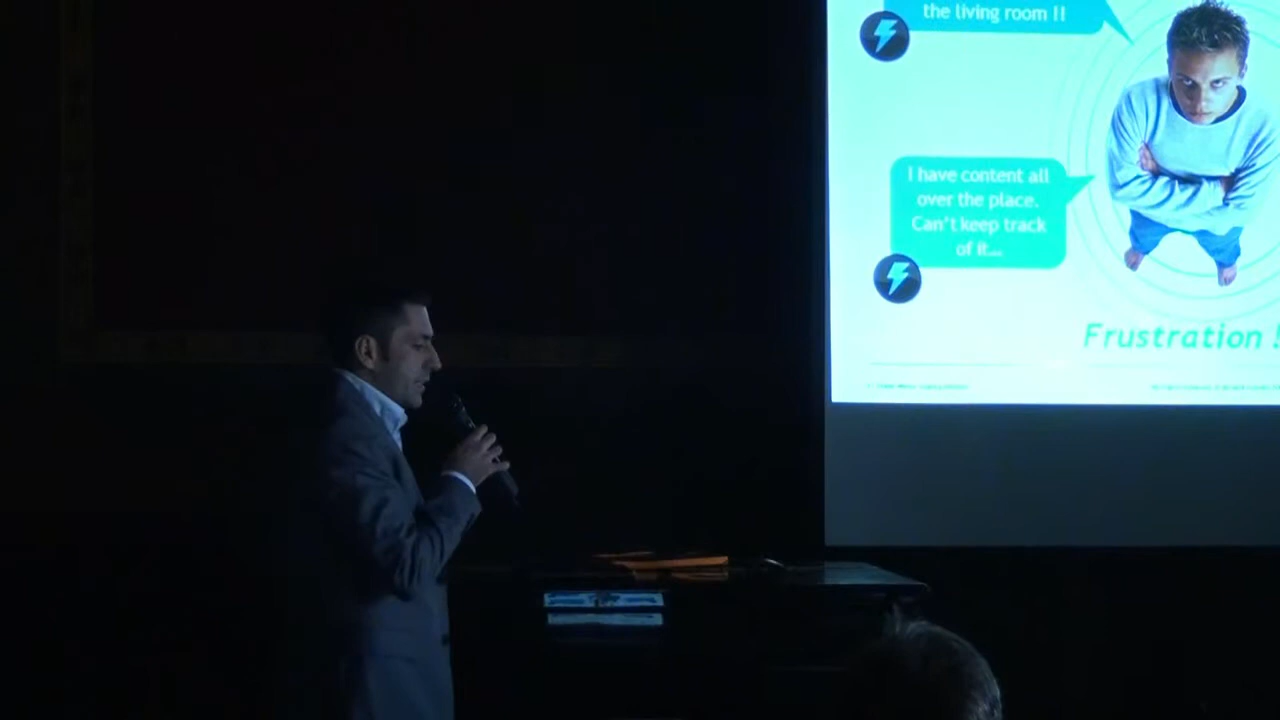 the living room !!
I have content all
over the place.
Can't keep track
of it...
Frustration !